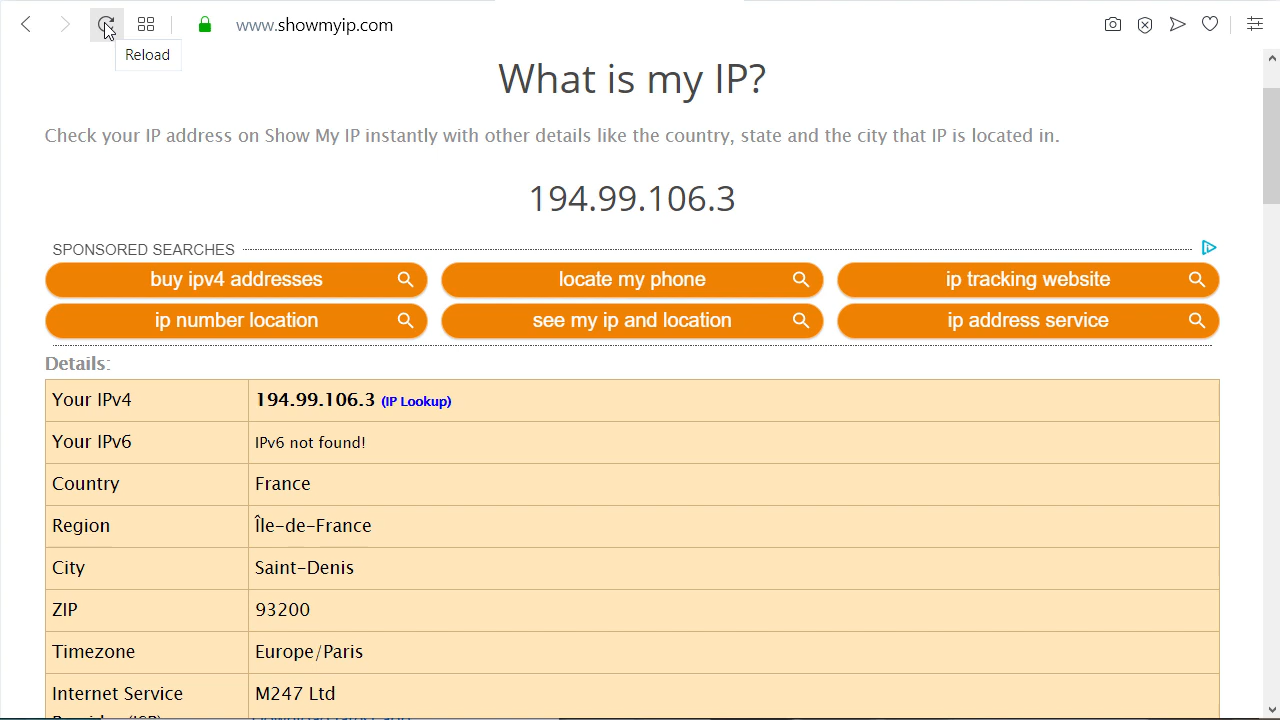 www.showmyip.com
Reload
What is my IP?
Check your IP address on Show My IP instantly with other details like the country, state and the city that IP is located in.
194.99.106.3
SPONSORED SEARCHES
buy ipv4 addresses
locate my phone
ip tracking website
ip number location
see my ip and location
ip address service
Details:
Your IPv4 194.99.106.3 (IP Lookup)
Your IPv6 IPv6 not found!
Country France
Region Île-de-France
City Saint-Denis
ZIP 93200
Timezone Europe/Paris
Internet Service M247 Ltd